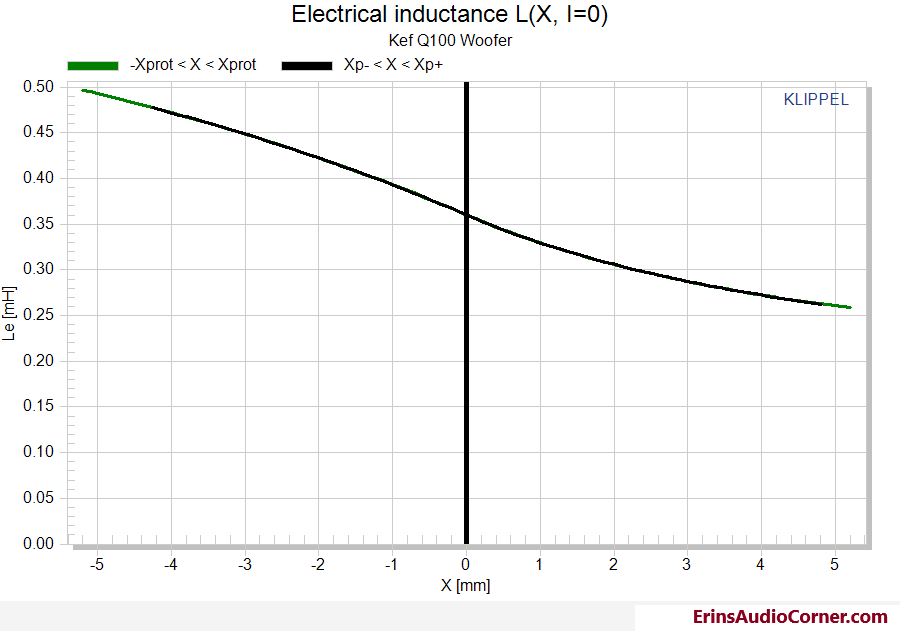 Electrical inductance L(X, I=0)
Kef Q100 Woofer
-Xprot < X < Xprot Xp- < X < Xp+
KLIPPEL
0.50
0.45
0.40
0.35
0.30
0.25
0.20
0.15
0.10
0.05
0.00
Le [mH]
-5 -4 -3 -2 -1 0 1 2 3 4 5
X [mm]
ErinsAudioCorner.com